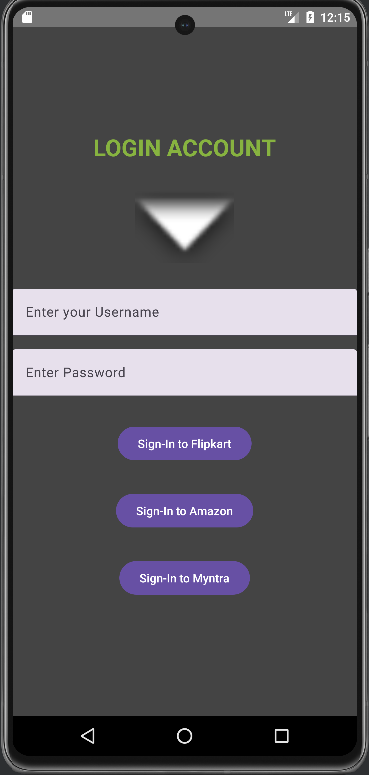 LTE 12:15
LOGIN ACCOUNT
Enter your Username
Enter Password
Sign-In to Flipkart
Sign-In to Amazon
Sign-In to Myntra